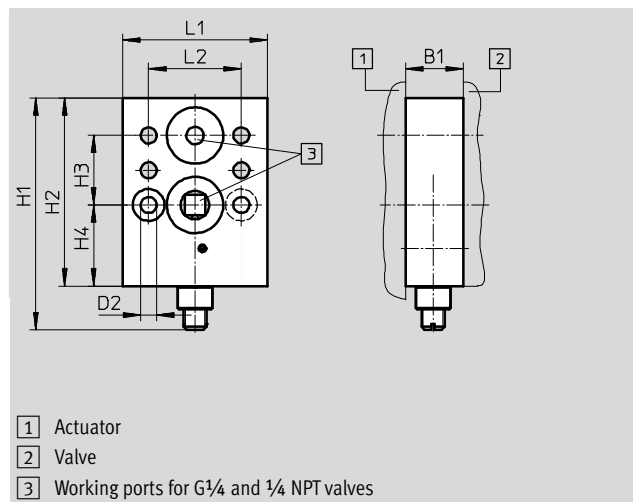 L1
L2
B1
1
2
3
H1
H2
H3
H4
D2
1 Actuator
2 Valve
3 Working ports for G¼ and ¼ NPT valves